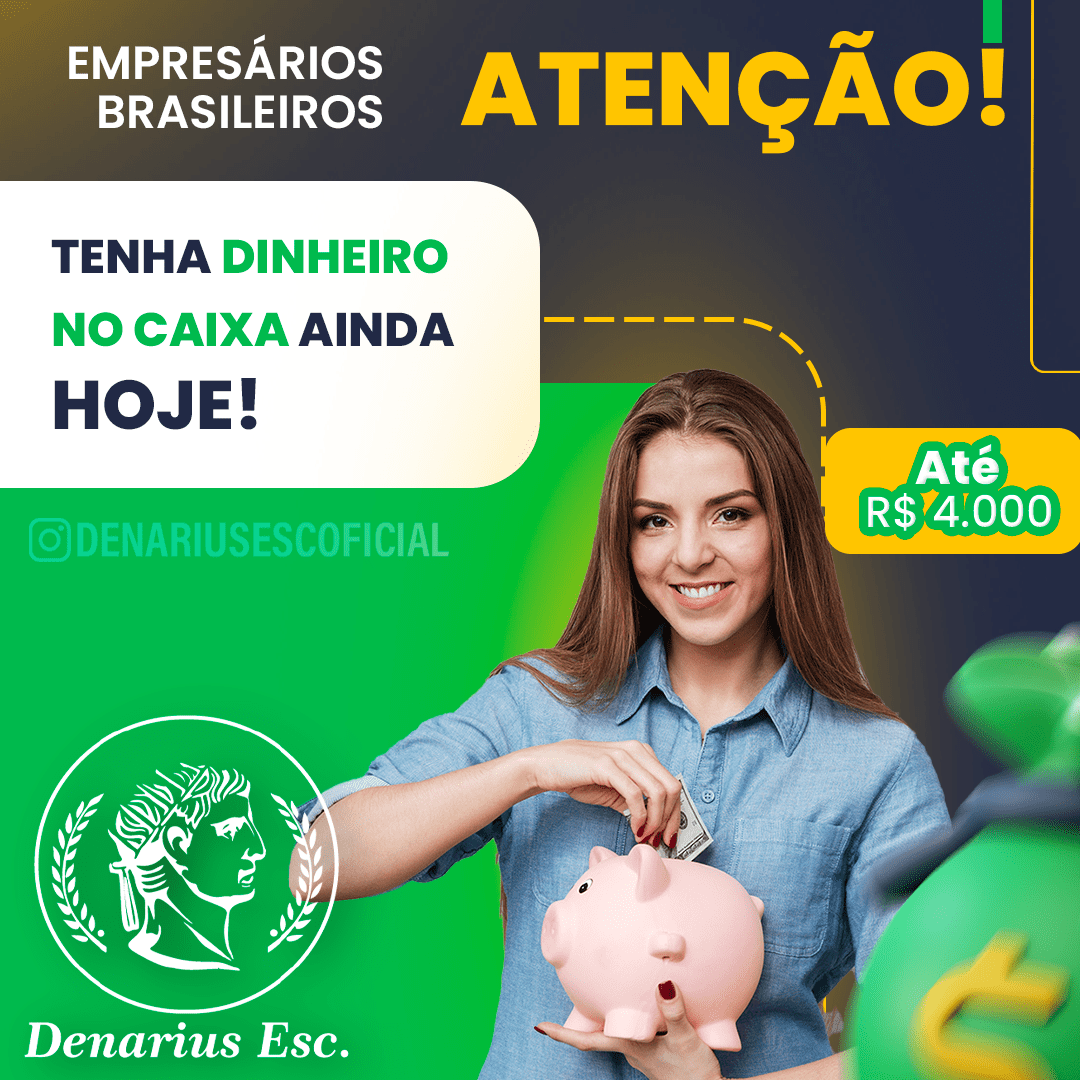 EMPRESÁRIOS
BRASILEIROS
ATENÇÃO!
TENHA DINHEIRO
NO CAIXA AINDA
HOJE!
Até
R$ 4.000
DENARIUSESCOFICIAL
Denarius Esc.